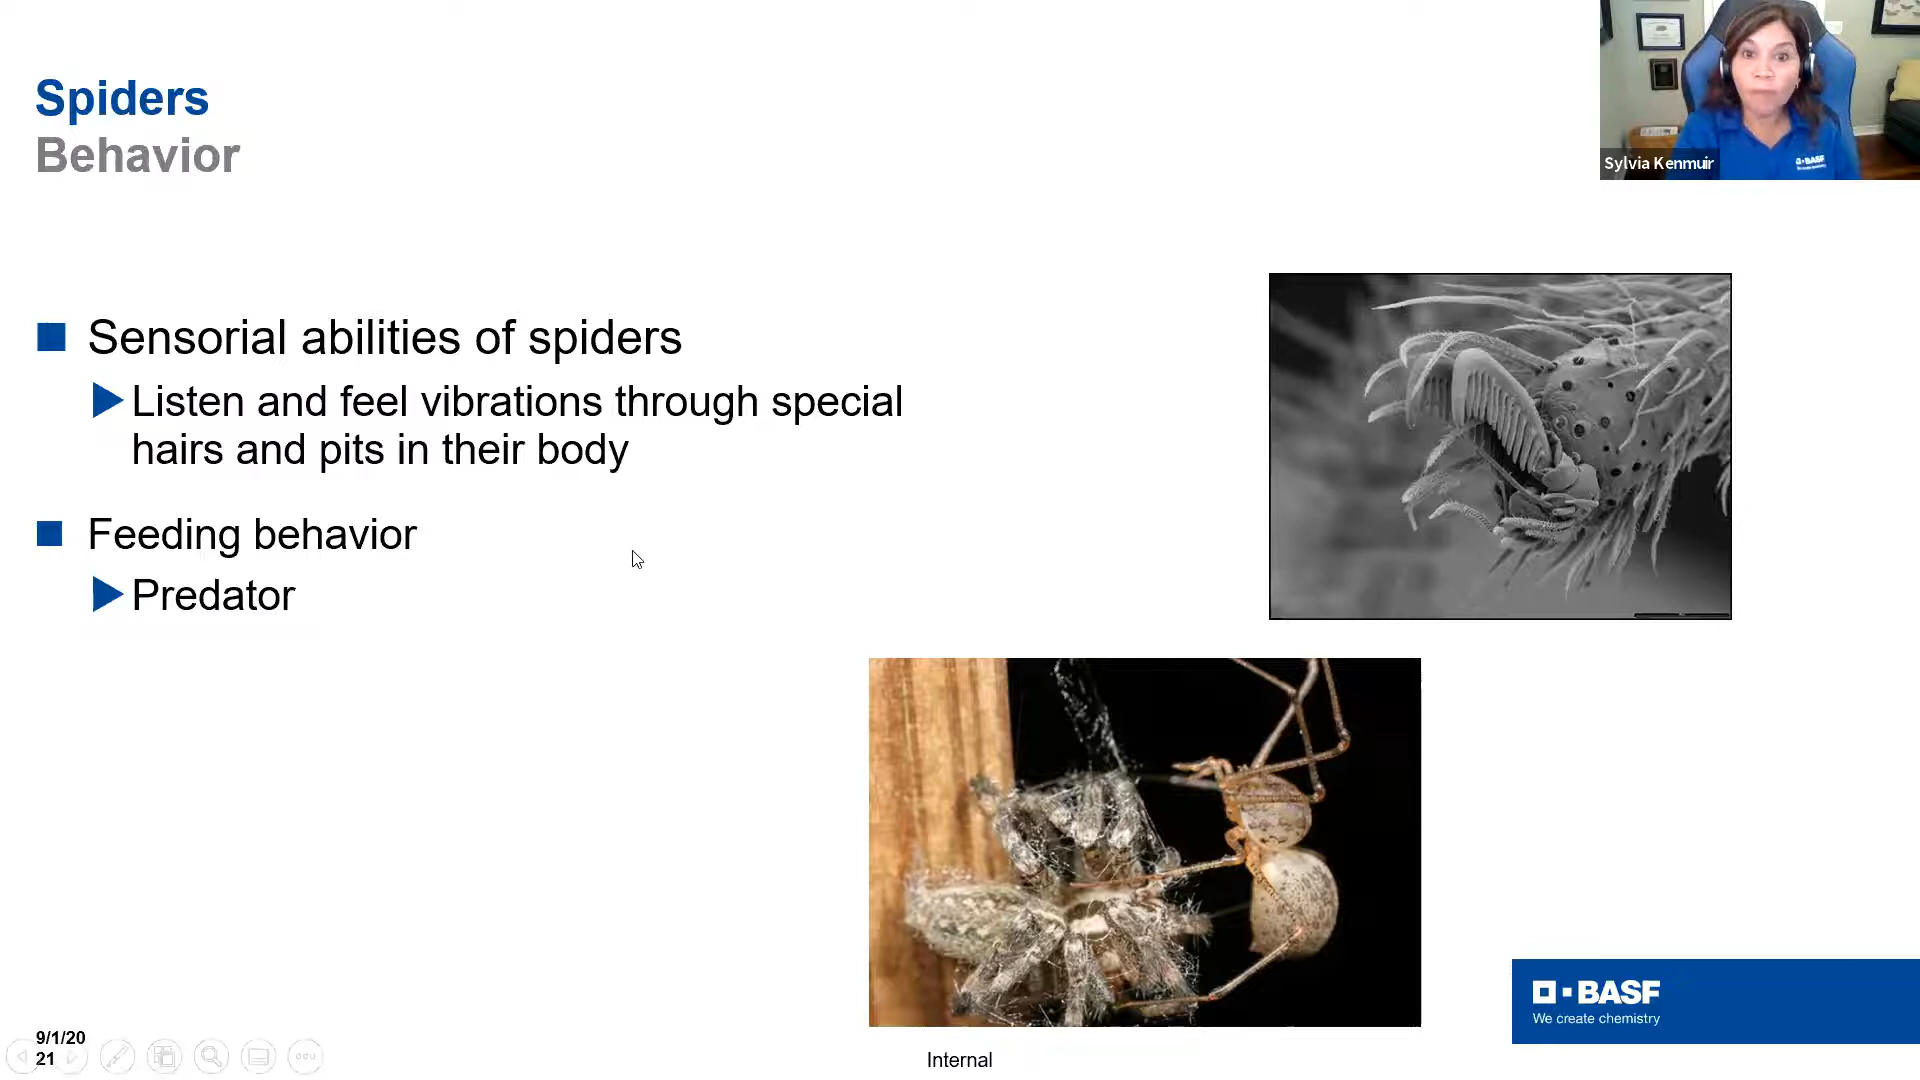 Spiders
Behavior
Sylvia Kenmuir
BASF
Sensorial abilities of spiders
Listen and feel vibrations through special
hairs and pits in their body
Feeding behavior
Predator
BASF
We create chemistry
9/1/20
21
Internal